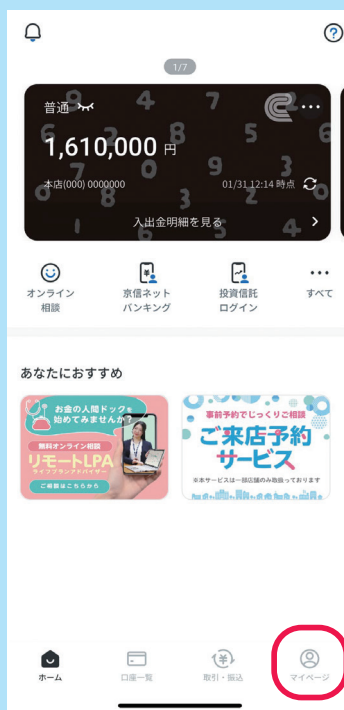 1/7
普通
1,610,000 円
本店(000) 0000000
01/31 12:14 時点
入出金明細を見る
オンライン
相談
京信ネット
バンキング
投資信託
ログイン
すべて
あなたにおすすめ
お金の人間ドックを
始めてみませんか?
無料オンライン相談
リモートLPA
ライフプランアドバイザー
ご相談はこちらから
事前予約でじっくりご相談
ご来店予約
サービス
※本サービスは一部店舗のみ取扱っております
ホーム
口座一覧
取引・振込
マイページ